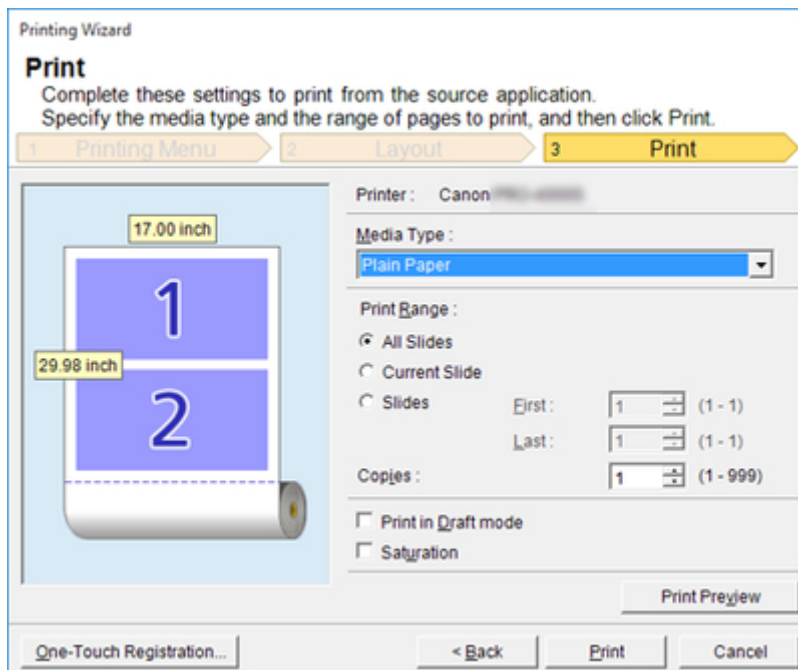 Printing Wizard
Print
Complete these settings to print from the source application.
Specify the media type and the range of pages to print, and then click Print.
1 Printing Menu 2 Layout 3 Print
17.00 inch
1
29.98 inch
2
Printer : Canon
Media Type :
Plain Paper
Print Range :
All Slides
Current Slide
Slides First : 1 (1 - 1)
Last : 1 (1 - 1)
Copies : 1 (1 - 999)
Print in Draft mode
Saturation
Print Preview
One-Touch Registration... < Back Print Cancel